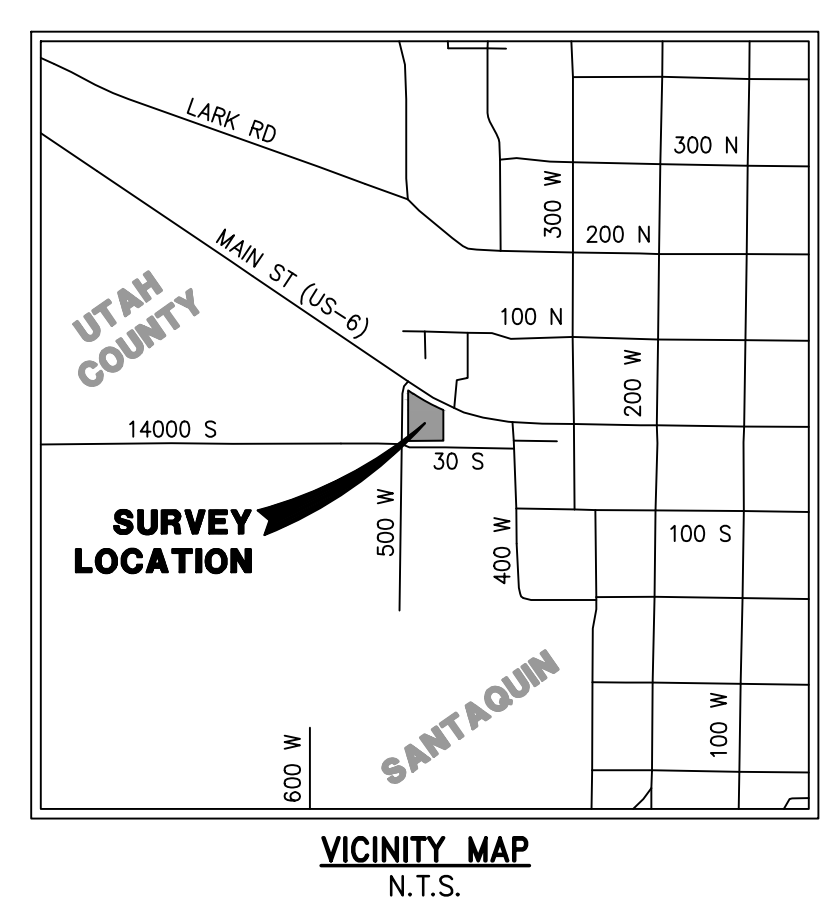 LARK RD
300 N
300 W
200 N
MAIN ST (US-6)
UTAH
COUNTY
100 N
200 W
14000 S
30 S
SURVEY
LOCATION
500 W
400 W
100 S
SANTAQUIN
100 W
600 W
VICINITY MAP
N.T.S.